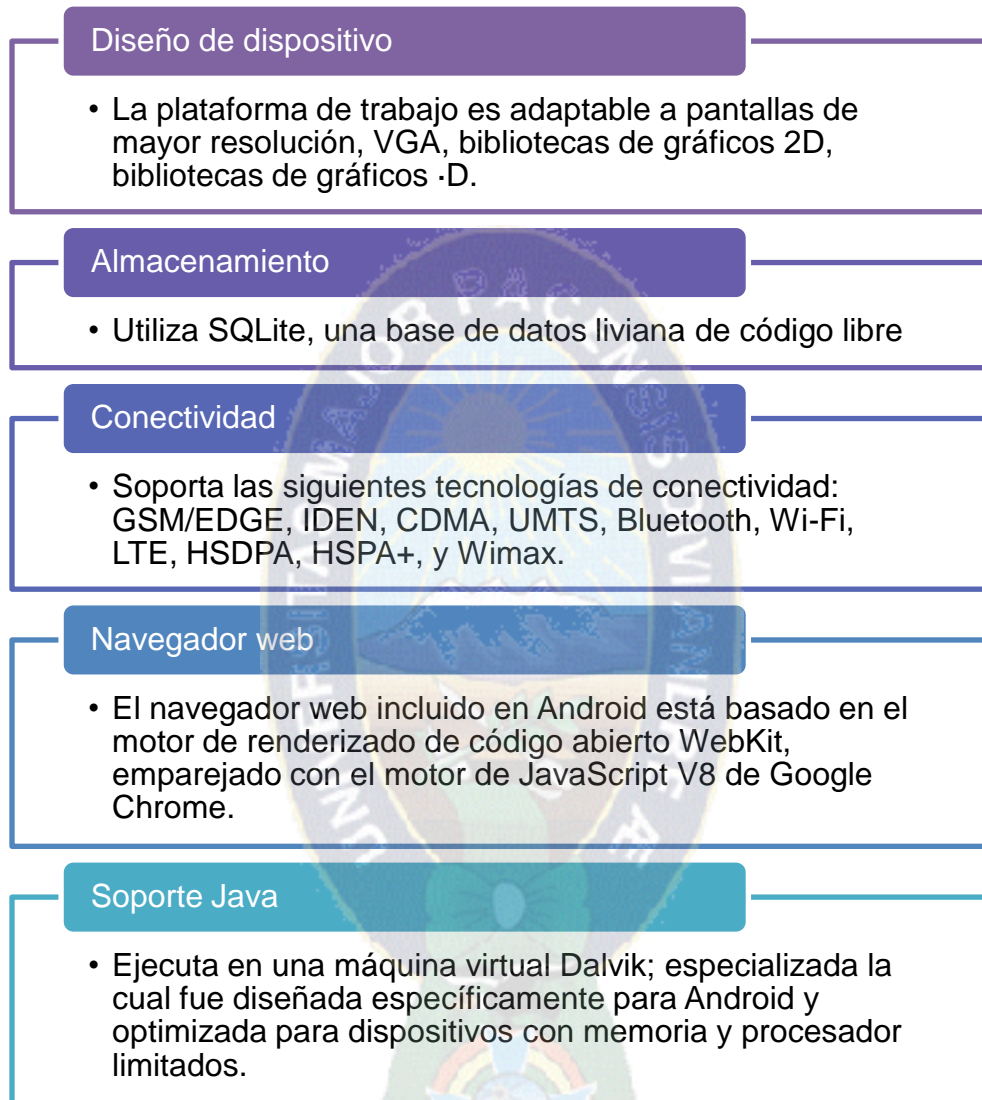 Diseño de dispositivo
• La plataforma de trabajo es adaptable a pantallas de
mayor resolución, VGA, bibliotecas de gráficos 2D,
bibliotecas de gráficos ·D.
Almacenamiento
• Utiliza SQLite, una base de datos liviana de código libre
Conectividad
• Soporta las siguientes tecnologías de conectividad:
GSM/EDGE, IDEN, CDMA, UMTS, Bluetooth, Wi-Fi,
LTE, HSDPA, HSPA+, y Wimax.
Navegador web
• El navegador web incluido en Android está basado en el
motor de renderizado de código abierto WebKit,
emparejado con el motor de JavaScript V8 de Google
Chrome.
Soporte Java
• Ejecuta en una máquina virtual Dalvik; especializada la
cual fue diseñada específicamente para Android y
optimizada para dispositivos con memoria y procesador
limitados.